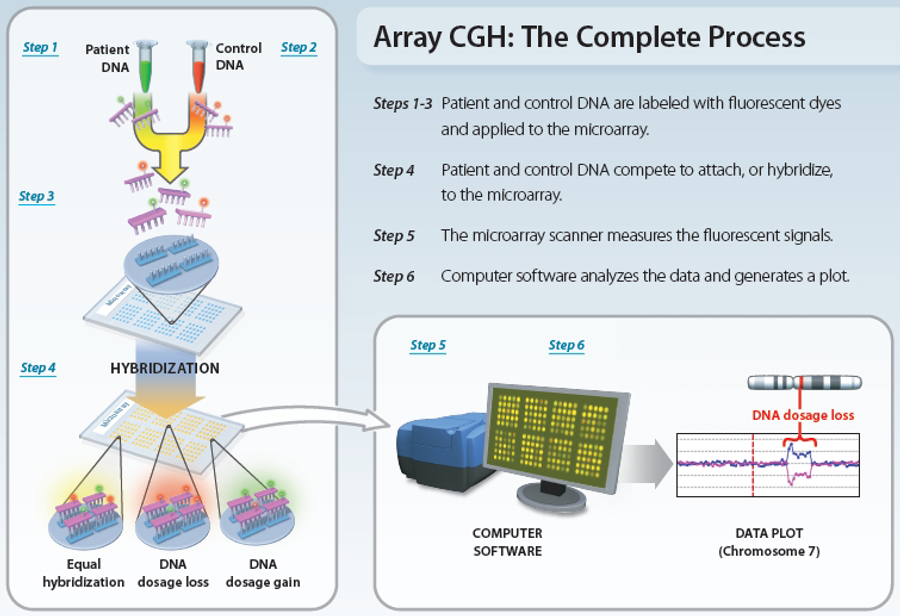 Array CGH: The Complete Process
Step 1
Patient
DNA
Control
DNA
Step 2
Step 3
Microarray
Step 4
HYBRIDIZATION
Microarray
Equal
hybridization
DNA
dosage loss
DNA
dosage gain
Steps 1-3 Patient and control DNA are labeled with fluorescent dyes
and applied to the microarray.
Step 4 Patient and control DNA compete to attach, or hybridize,
to the microarray.
Step 5 The microarray scanner measures the fluorescent signals.
Step 6 Computer software analyzes the data and generates a plot.
Step 5
Step 6
DNA dosage loss
COMPUTER
SOFTWARE
DATA PLOT
(Chromosome 7)